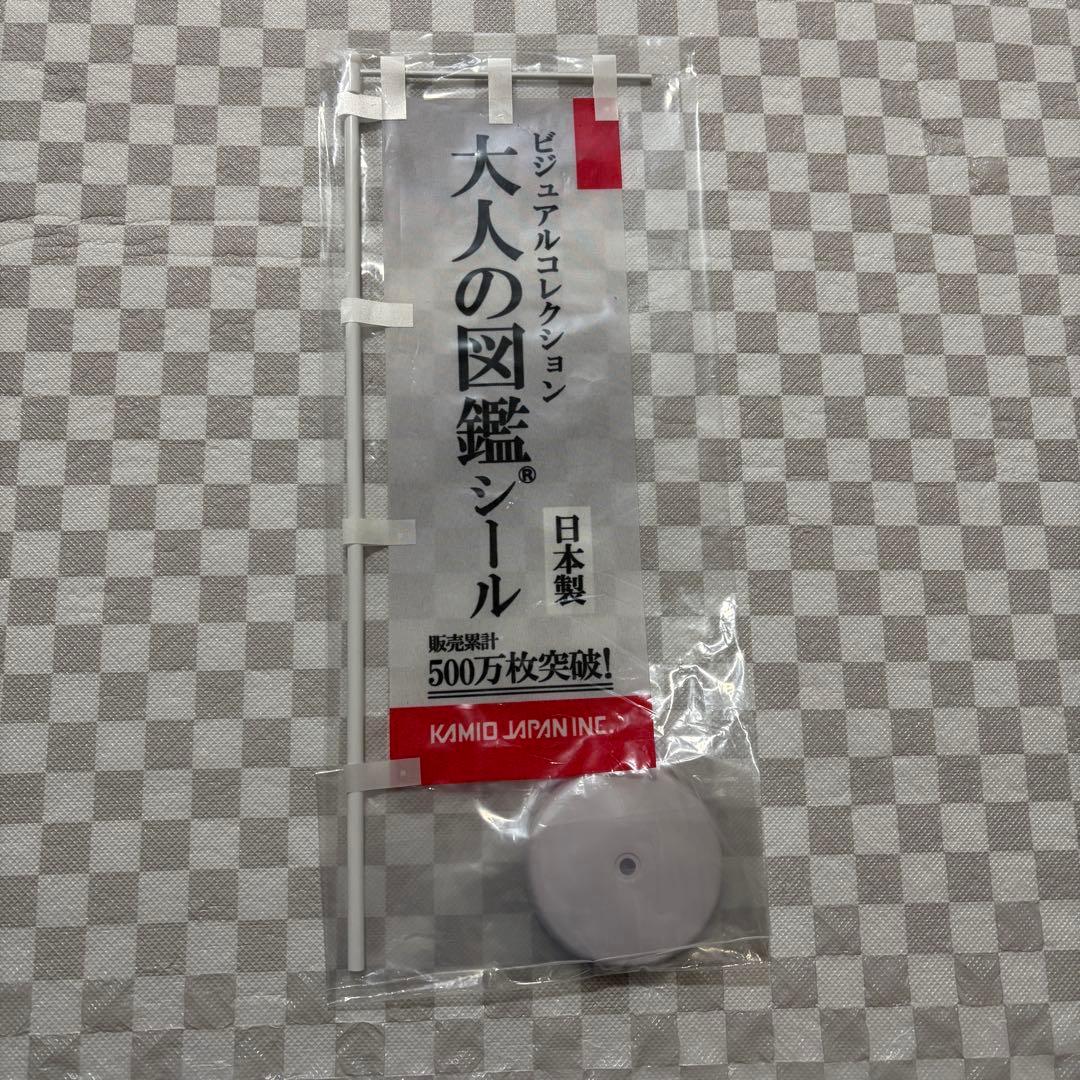 ビジュアルコレクション
大人の図鑑®シール
日本製
販売累計
500万枚突破!
KAMIO JAPAN INC.